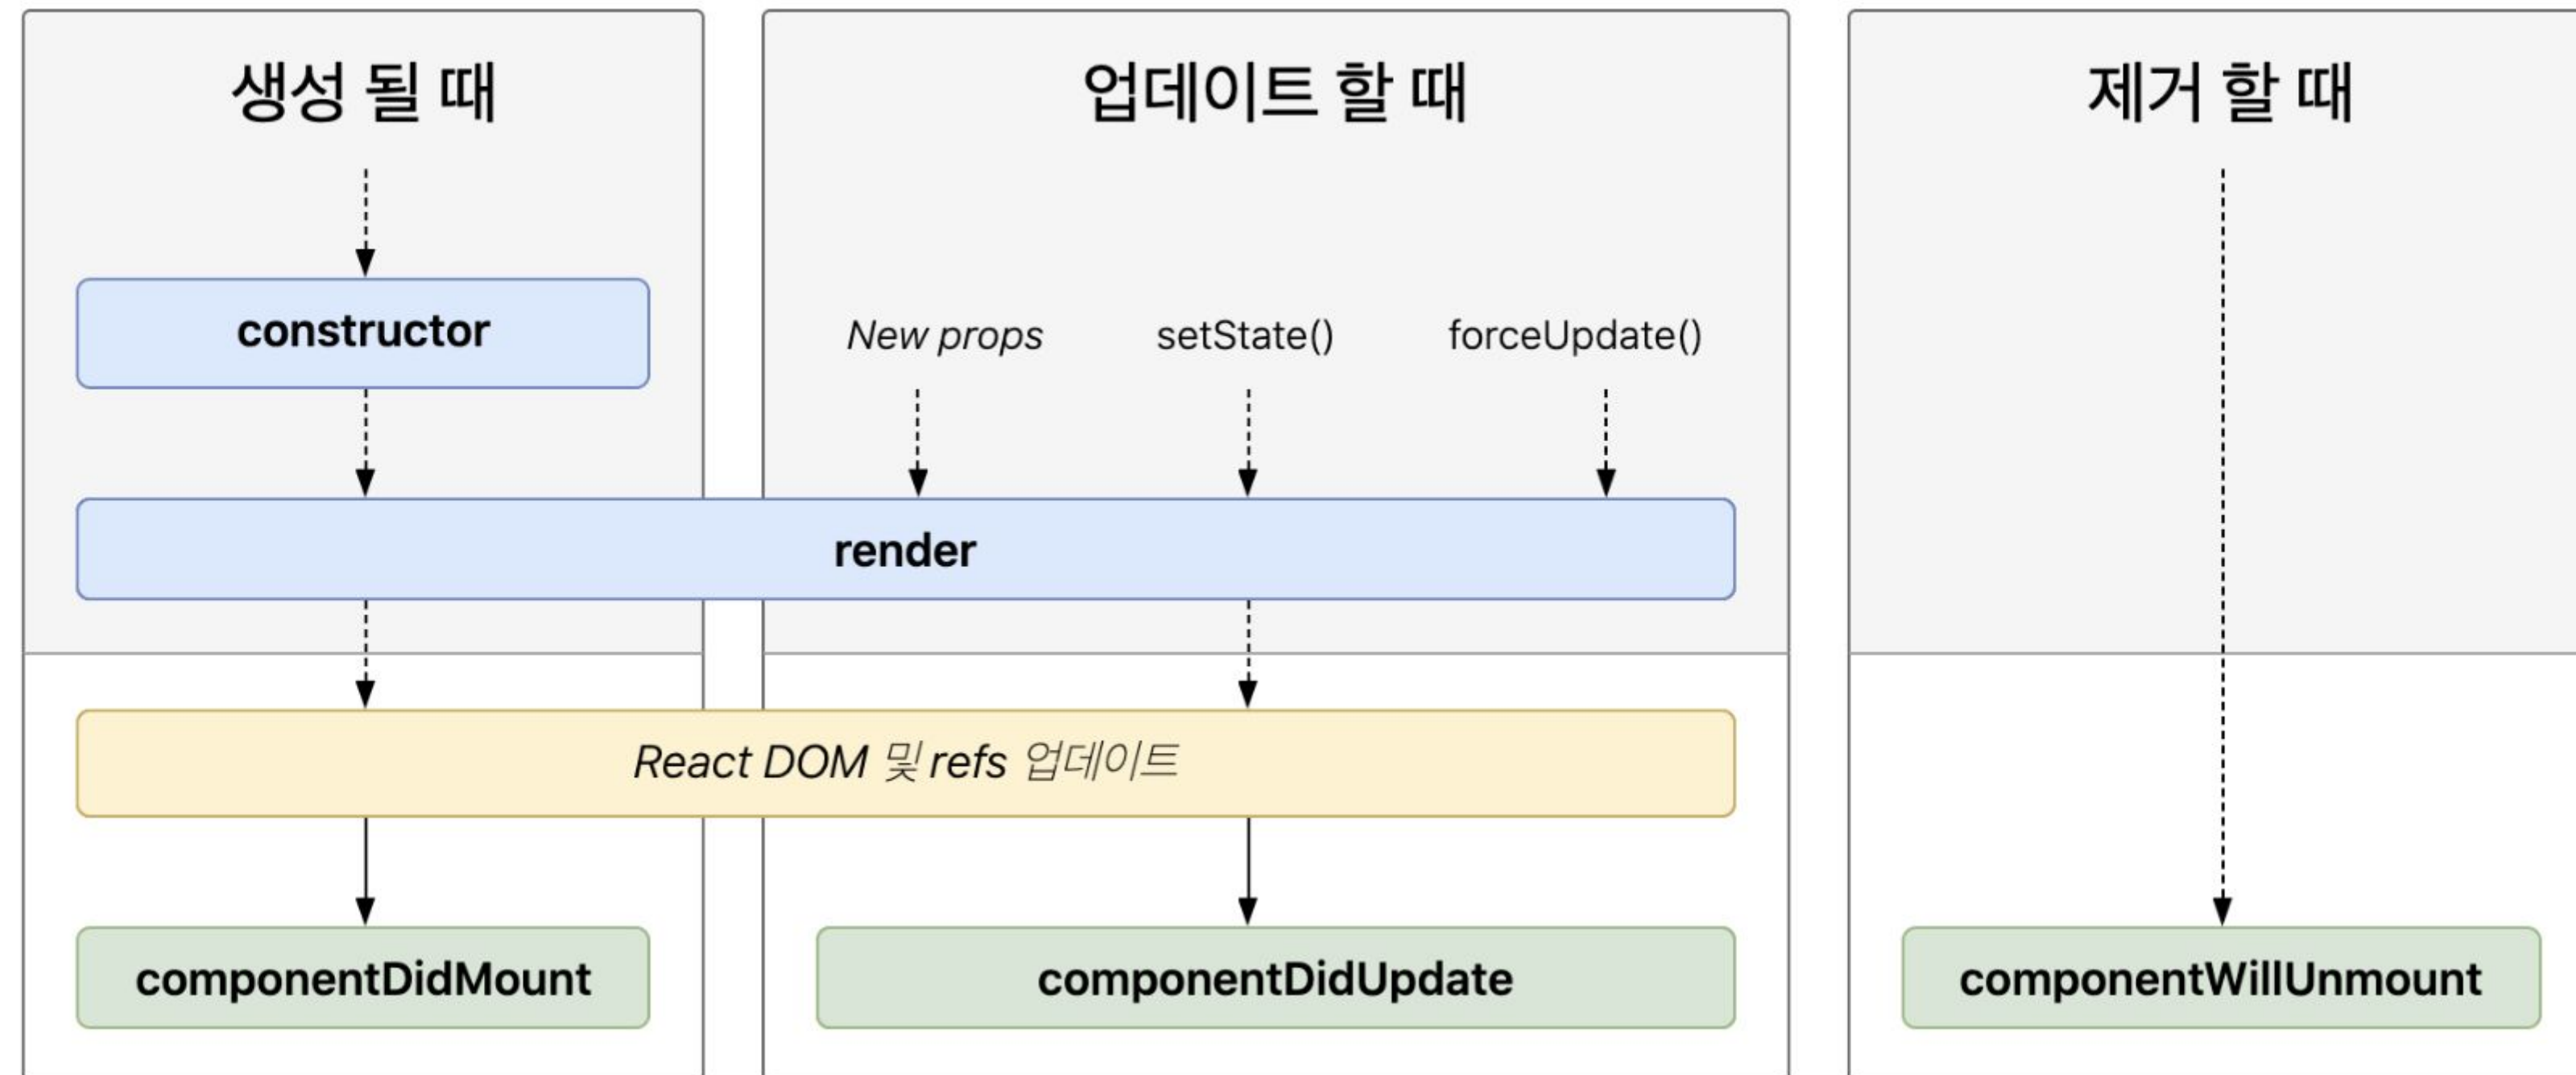 생성 될 때
업데이트 할 때
제거 할 때
constructor
New props
setState()
forceUpdate()
render
React DOM 및 refs 업데이트
componentDidMount
componentDidUpdate
componentWillUnmount